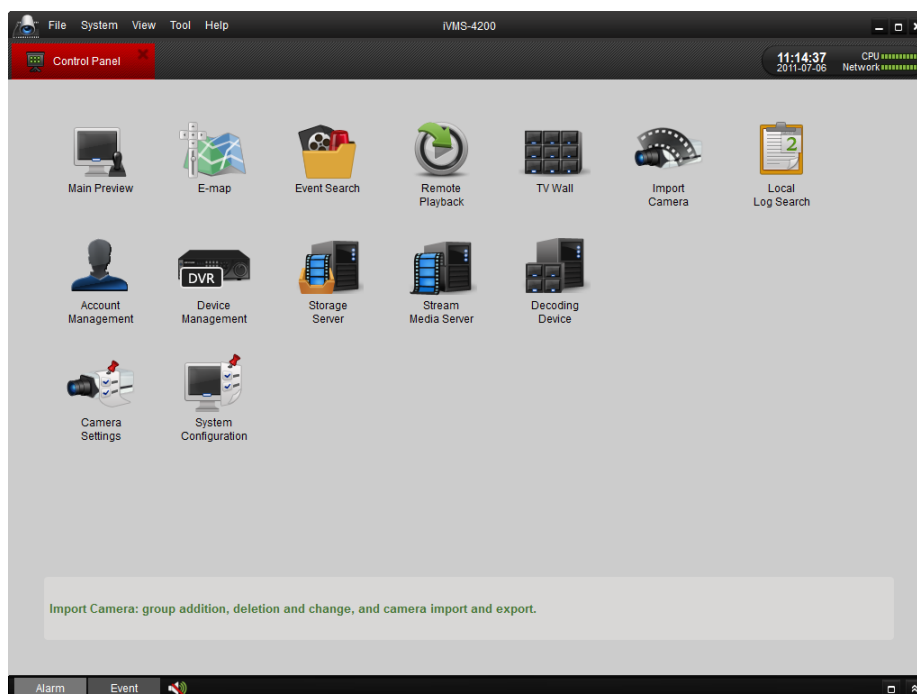 File System View Tool Help iVMS-4200
Control Panel
11:14:37 CPU
2011-07-06 Network
Main Preview E-map Event Search Remote TV Wall Import Local
Playback Camera Log Search
2
DVR
Account Device Storage Stream Decoding
Management Management Server Media Server Device
Camera System
Settings Configuration
Import Camera: group addition, deletion and change, and camera import and export.
Alarm Event